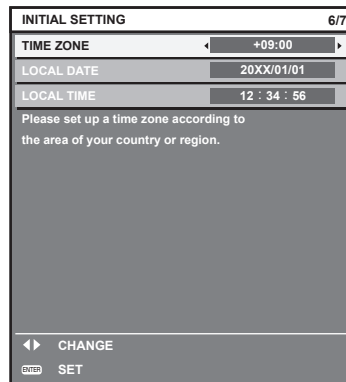 INITIAL SETTING 6/7
TIME ZONE +09:00
LOCAL DATE 20XX/01/01
LOCAL TIME 12 : 34 : 56
Please set up a time zone according to
the area of your country or region.
CHANGE
ENTER SET